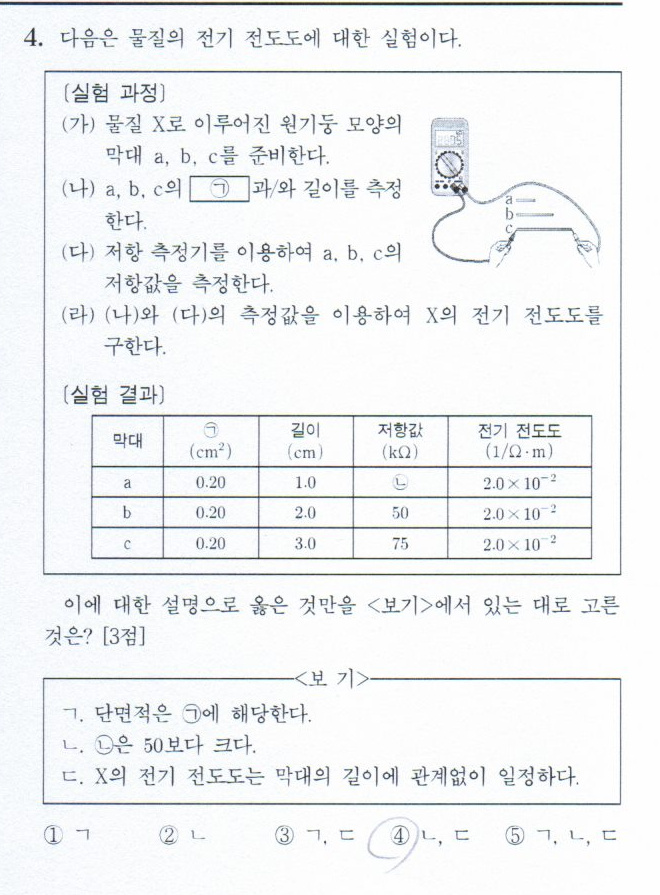 4. 다음은 물질의 전기 전도도에 대한 실험이다.
[실험 과정]
(가) 물질 X로 이루어진 원기둥 모양의
막대 a, b, c를 준비한다.
(나) a, b, c의 ㉠ 과/와 길이를 측정
한다.
(다) 저항 측정기를 이용하여 a, b, c의
저항값을 측정한다.
(라) (나)와 (다)의 측정값을 이용하여 X의 전기 전도도를
구한다.
a
b
c
[실험 결과]
막대 ㉠ (cm²) 길이 (cm) 저항값 (kΩ) 전기 전도도 (1/Ω·m)
a 0.20 1.0 ㉡ 2.0×10⁻²
b 0.20 2.0 50 2.0×10⁻²
c 0.20 3.0 75 2.0×10⁻²
이에 대한 설명으로 옳은 것만을 <보기>에서 있는 대로 고른
것은? [3점]
<보 기>
ㄱ. 단면적은 ㉠에 해당한다.
ㄴ. ㉡은 50보다 크다.
ㄷ. X의 전기 전도도는 막대의 길이에 관계없이 일정하다.
① ㄱ ② ㄴ ③ ㄱ, ㄷ ④ ㄴ, ㄷ ⑤ ㄱ, ㄴ, ㄷ